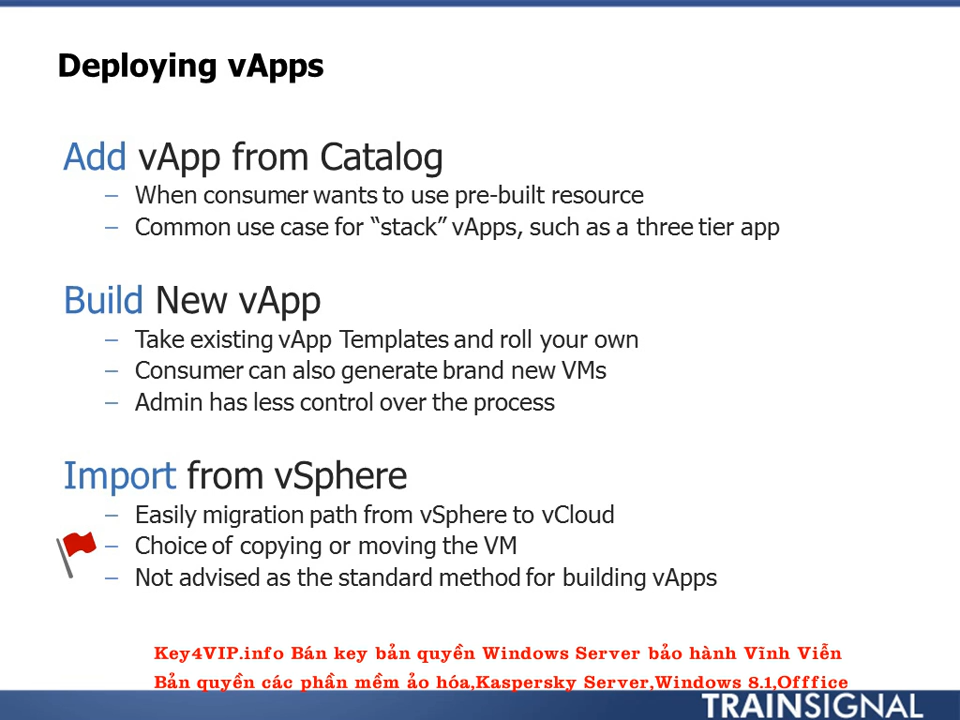 Deploying vApps
Add vApp from Catalog
– When consumer wants to use pre-built resource
– Common use case for “stack” vApps, such as a three tier app
Build New vApp
– Take existing vApp Templates and roll your own
– Consumer can also generate brand new VMs
– Admin has less control over the process
Import from vSphere
– Easily migration path from vSphere to vCloud
– Choice of copying or moving the VM
– Not advised as the standard method for building vApps
Key4VIP.info Bán key bản quyền Windows Server bảo hành Vĩnh Viễn
Bản quyền các phần mềm ảo hóa,Kaspersky Server,Windows 8.1,Offfice
TRAINSIGNAL